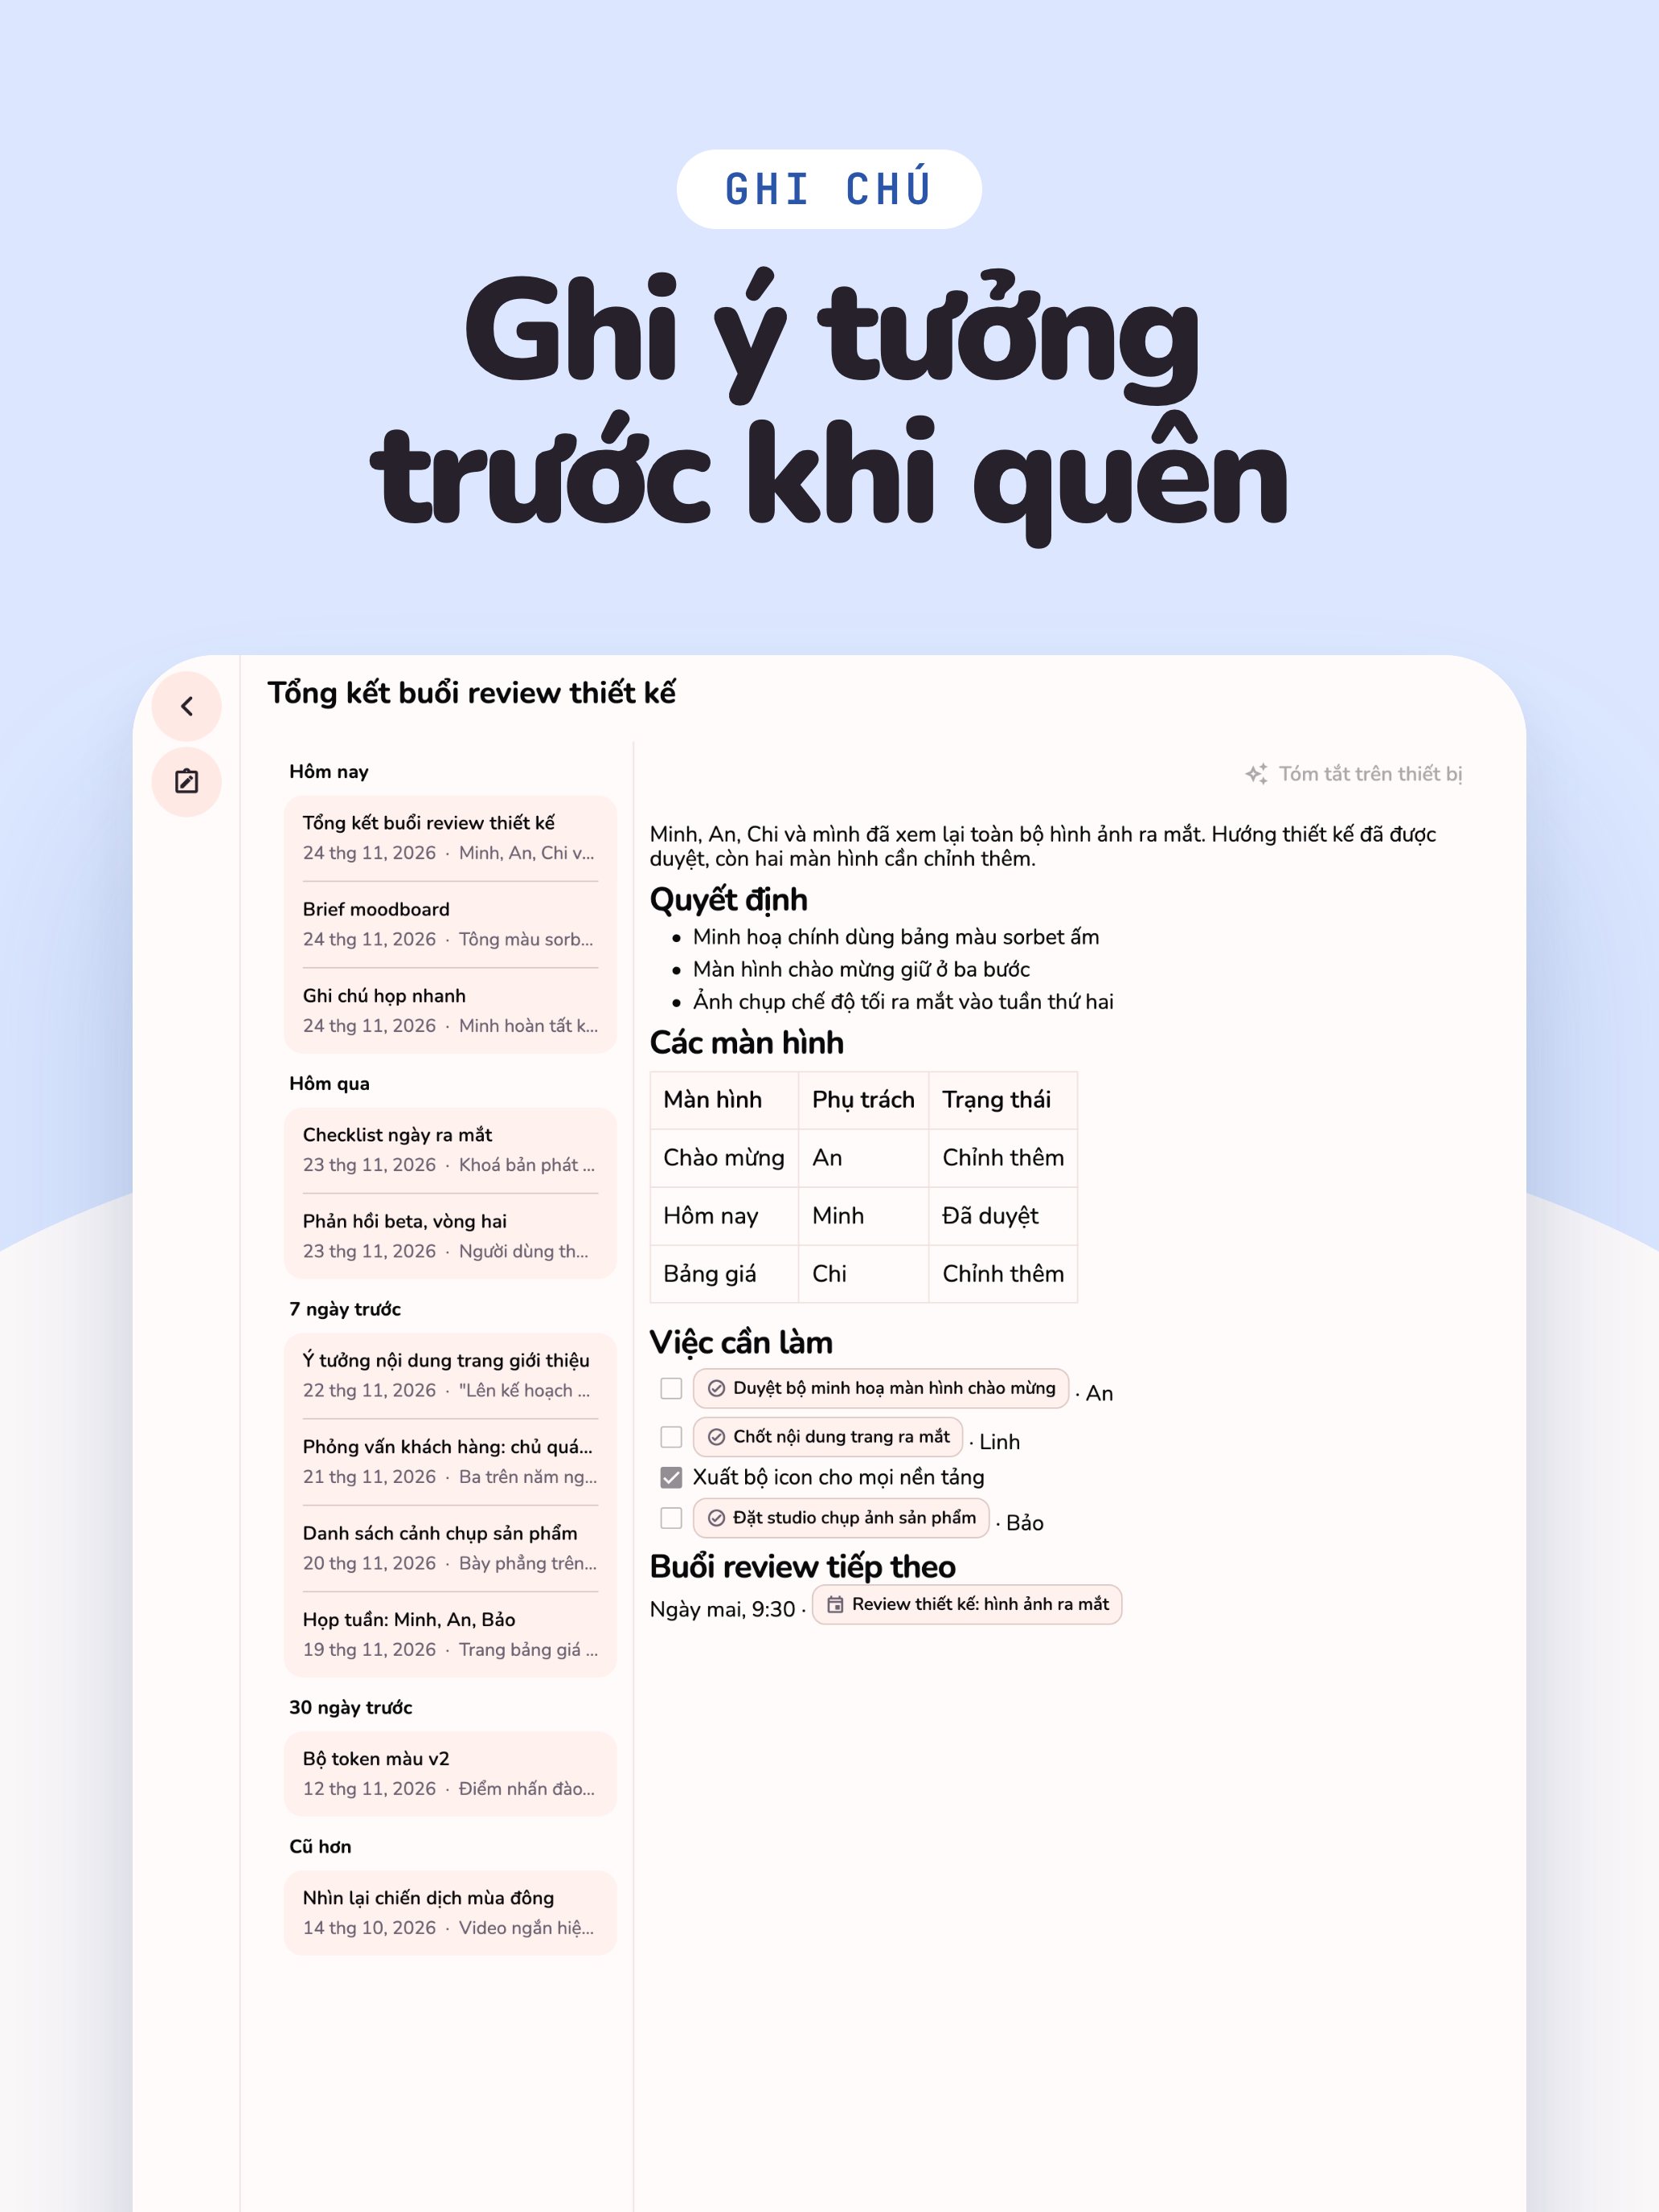 GHI CHÚ
Ghi ý tưởng
trước khi quên
Tổng kết buổi review thiết kế
Hôm nay
Tổng kết buổi review thiết kế
24 thg 11, 2026 · Minh, An, Chi v...
Brief moodboard
24 thg 11, 2026 · Tông màu sorb...
Ghi chú họp nhanh
24 thg 11, 2026 · Minh hoàn tất k...
Hôm qua
Checklist ngày ra mắt
23 thg 11, 2026 · Khoá bản phát ...
Phản hồi beta, vòng hai
23 thg 11, 2026 · Người dùng th...
7 ngày trước
Ý tưởng nội dung trang giới thiệu
22 thg 11, 2026 · "Lên kế hoạch ...
Phỏng vấn khách hàng: chủ quá...
21 thg 11, 2026 · Ba trên năm ng...
Danh sách cảnh chụp sản phẩm
20 thg 11, 2026 · Bày phẳng trên...
Họp tuần: Minh, An, Bảo
19 thg 11, 2026 · Trang bảng giá ...
30 ngày trước
Bộ token màu v2
12 thg 11, 2026 · Điểm nhấn đào...
Cũ hơn
Nhìn lại chiến dịch mùa đông
14 thg 10, 2026 · Video ngắn hiệ...
Tóm tắt trên thiết bị
Minh, An, Chi và mình đã xem lại toàn bộ hình ảnh ra mắt. Hướng thiết kế đã được
duyệt, còn hai màn hình cần chỉnh thêm.
Quyết định
• Minh hoạ chính dùng bảng màu sorbet ấm
• Màn hình chào mừng giữ ở ba bước
• Ảnh chụp chế độ tối ra mắt vào tuần thứ hai
Các màn hình
Màn hình Phụ trách Trạng thái
Chào mừng An Chỉnh thêm
Hôm nay Minh Đã duyệt
Bảng giá Chi Chỉnh thêm
Việc cần làm
Duyệt bộ minh hoạ màn hình chào mừng · An
Chốt nội dung trang ra mắt · Linh
Xuất bộ icon cho mọi nền tảng
Đặt studio chụp ảnh sản phẩm · Bảo
Buổi review tiếp theo
Ngày mai, 9:30 · Review thiết kế: hình ảnh ra mắt